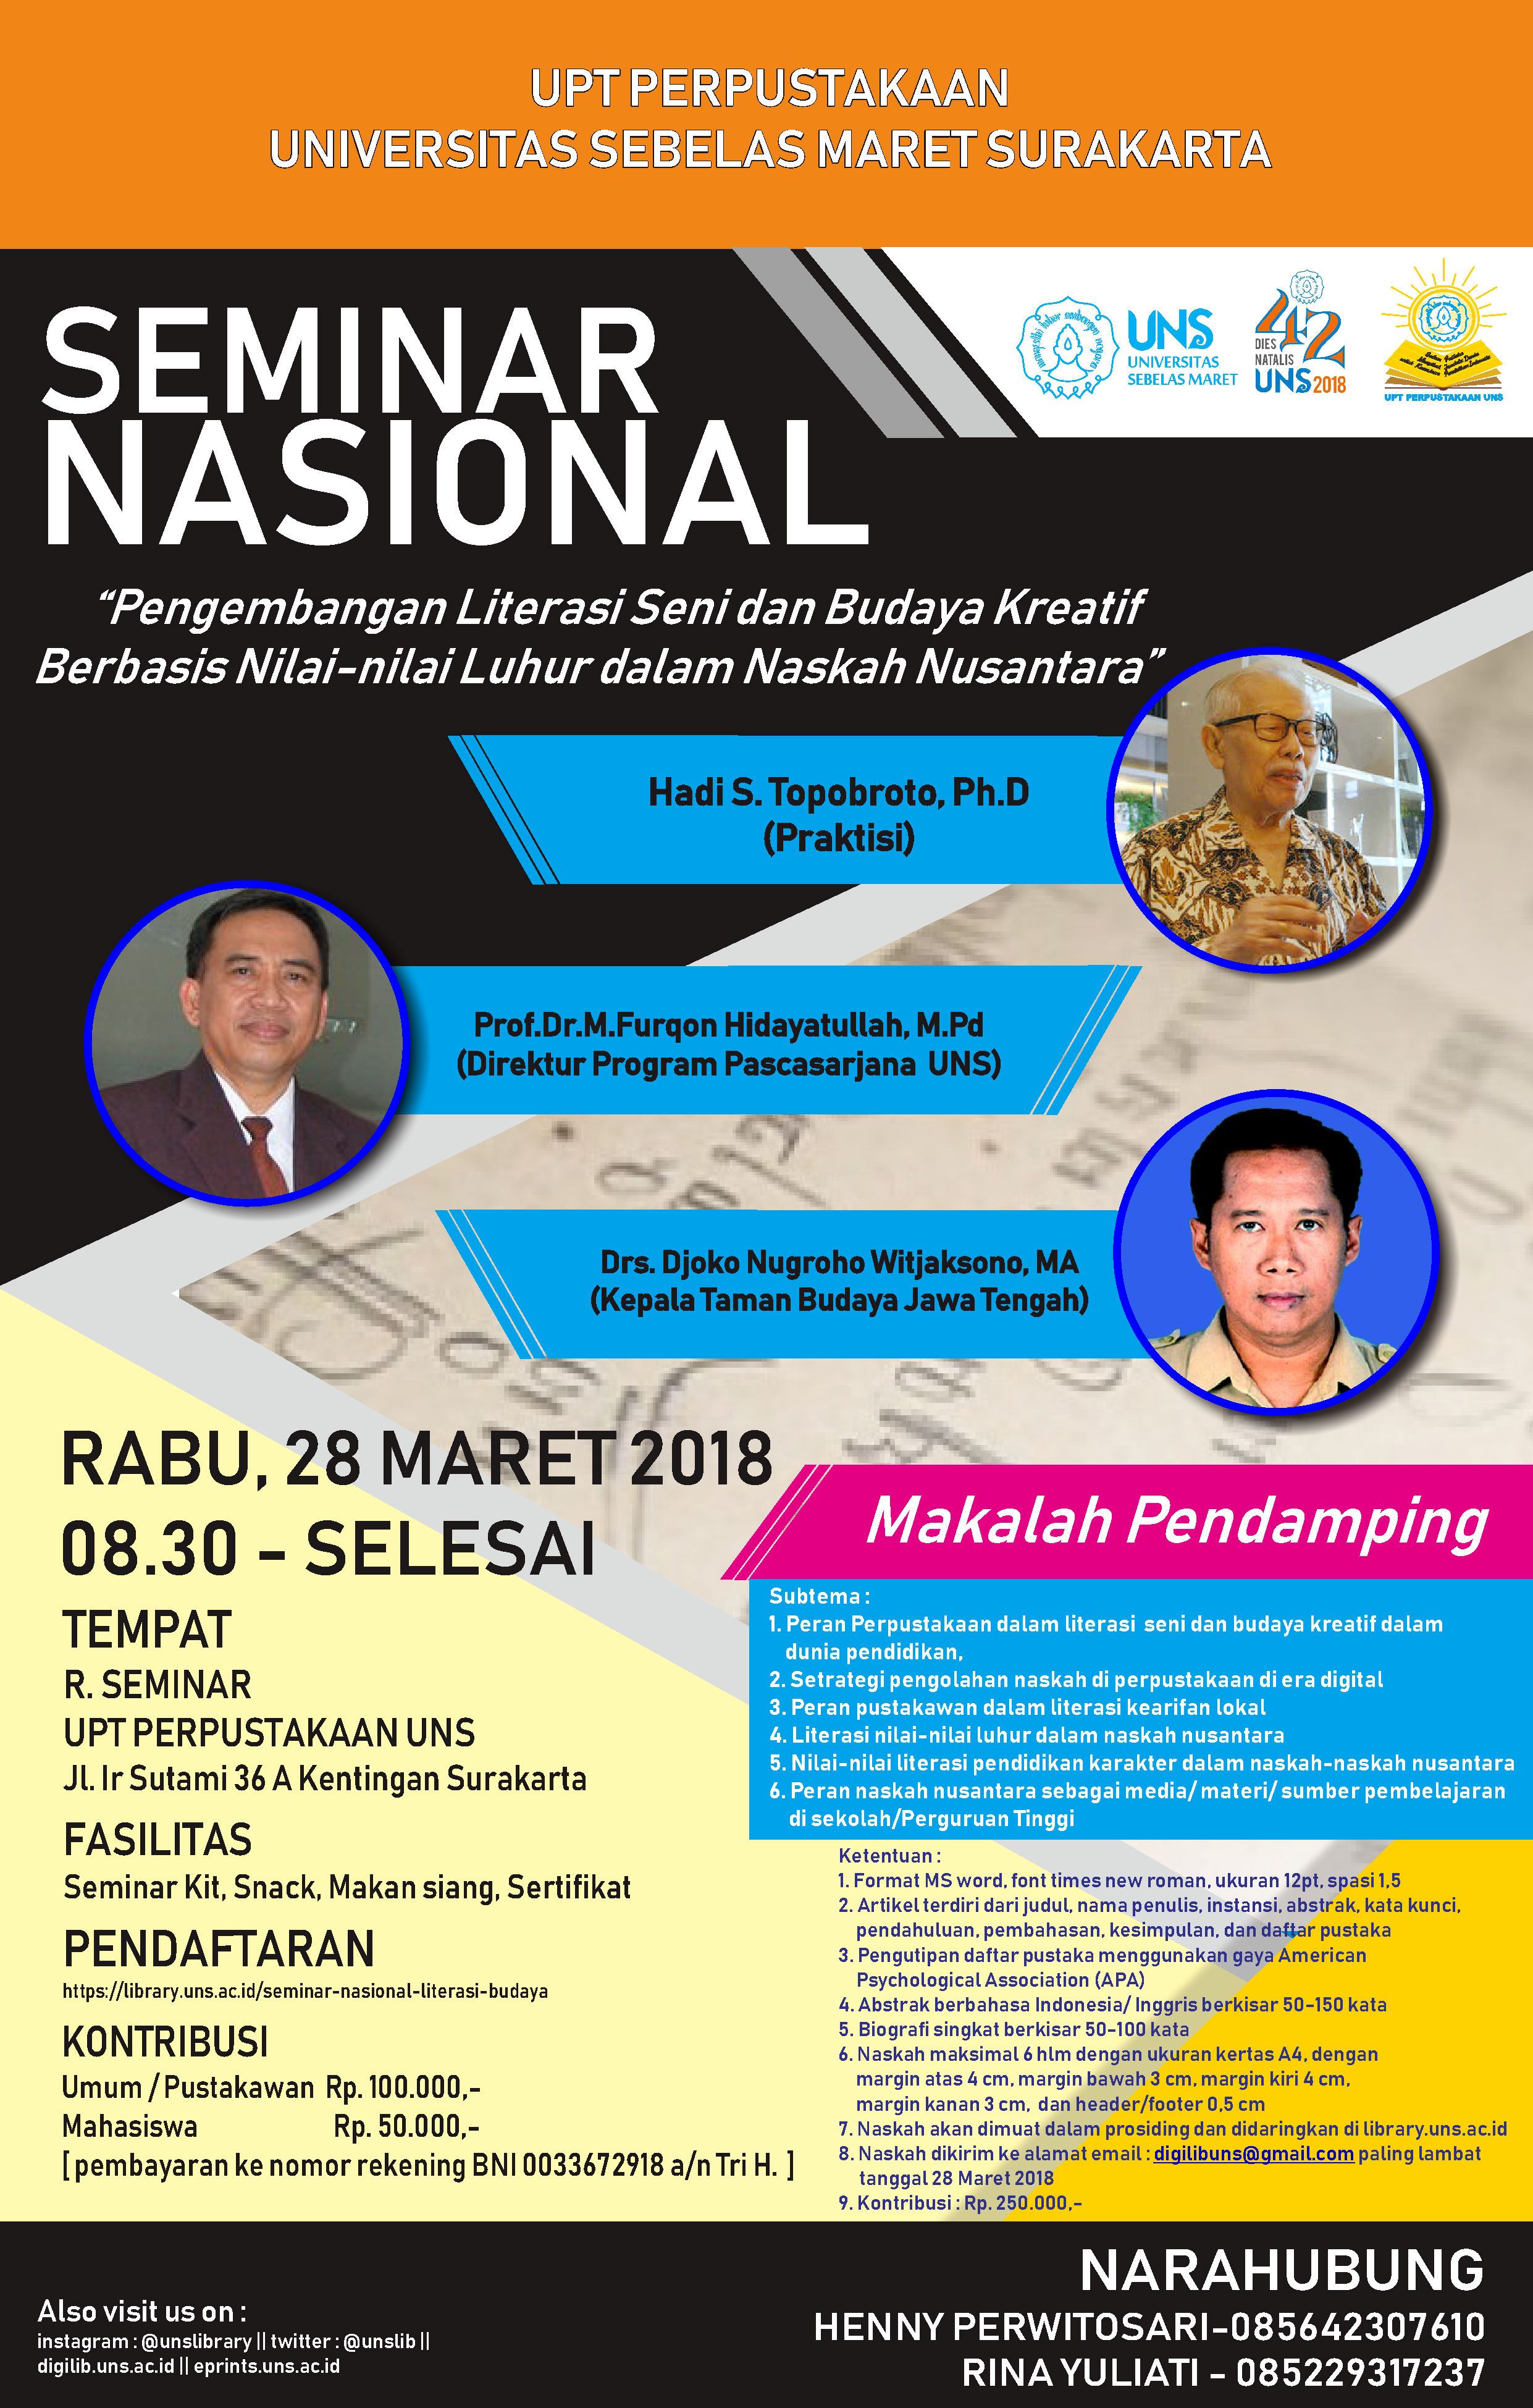 UPT PERPUSTAKAAN
UNIVERSITAS SEBELAS MARET SURAKARTA
UNS
UNIVERSITAS
SEBELAS MARET
42
DIES
NATALIS
UNS 2018
UPT PERPUSTAKAAN UNS
SEMINAR
NASIONAL
“Pengembangan Literasi Seni dan Budaya Kreatif
Berbasis Nilai-nilai Luhur dalam Naskah Nusantara”
Hadi S. Topobroto, Ph.D
(Praktisi)
Prof.Dr.M.Furqon Hidayatullah, M.Pd
(Direktur Program Pascasarjana UNS)
Drs. Djoko Nugroho Witjaksono, MA
(Kepala Taman Budaya Jawa Tengah)
RABU, 28 MARET 2018
08.30 - SELESAI
TEMPAT
R. SEMINAR
UPT PERPUSTAKAAN UNS
Jl. Ir Sutami 36 A Kentingan Surakarta
FASILITAS
Seminar Kit, Snack, Makan siang, Sertifikat
PENDAFTARAN
https://library.uns.ac.id/seminar-nasional-literasi-budaya
KONTRIBUSI
Umum / Pustakawan Rp. 100.000,-
Mahasiswa Rp. 50.000,-
[ pembayaran ke nomor rekening BNI 0033672918 a/n Tri H. ]
Makalah Pendamping
Subtema :
1. Peran Perpustakaan dalam literasi seni dan budaya kreatif dalam
dunia pendidikan,
2. Setrategi pengolahan naskah di perpustakaan di era digital
3. Peran pustakawan dalam literasi kearifan lokal
4. Literasi nilai-nilai luhur dalam naskah nusantara
5. Nilai-nilai literasi pendidikan karakter dalam naskah-naskah nusantara
6. Peran naskah nusantara sebagai media/ materi/ sumber pembelajaran
di sekolah/Perguruan Tinggi
Ketentuan :
1. Format MS word, font times new roman, ukuran 12pt, spasi 1,5
2. Artikel terdiri dari judul, nama penulis, instansi, abstrak, kata kunci,
pendahuluan, pembahasan, kesimpulan, dan daftar pustaka
3. Pengutipan daftar pustaka menggunakan gaya American
Psychological Association (APA)
4. Abstrak berbahasa Indonesia/ Inggris berkisar 50-150 kata
5. Biografi singkat berkisar 50-100 kata
6. Naskah maksimal 6 hlm dengan ukuran kertas A4, dengan
margin atas 4 cm, margin bawah 3 cm, margin kiri 4 cm,
margin kanan 3 cm, dan header/footer 0,5 cm
7. Naskah akan dimuat dalam prosiding dan didaringkan di library.uns.ac.id
8. Naskah dikirim ke alamat email : digilibuns@gmail.com paling lambat
tanggal 28 Maret 2018
9. Kontribusi : Rp. 250.000,-
Also visit us on :
instagram : @unslibrary || twitter : @unslib ||
digilib.uns.ac.id || eprints.uns.ac.id
NARAHUBUNG
HENNY PERWITOSARI-085642307610
RINA YULIATI - 085229317237